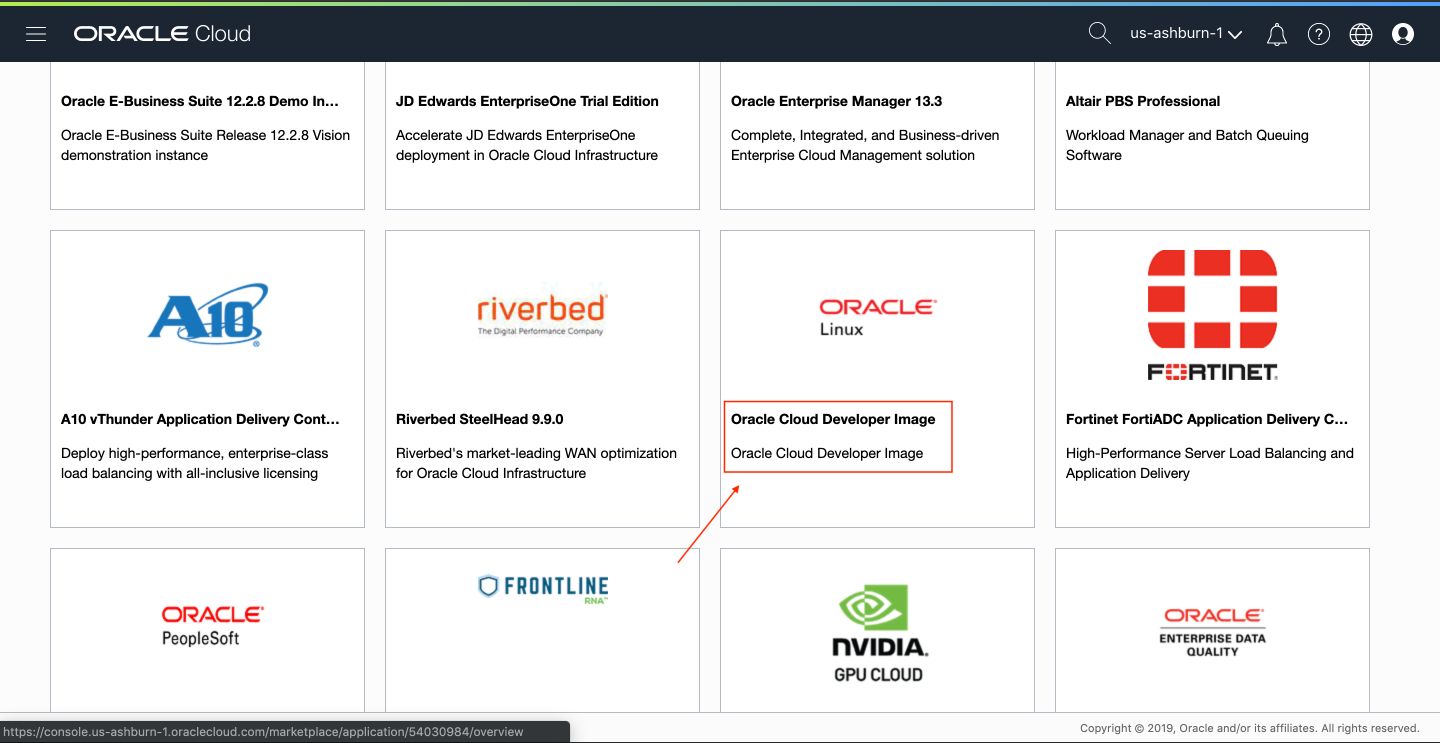 ORACLE Cloud
us-ashburn-1
Oracle E-Business Suite 12.2.8 Demo In...
Oracle E-Business Suite Release 12.2.8 Vision
demonstration instance
JD Edwards EnterpriseOne Trial Edition
Accelerate JD Edwards EnterpriseOne
deployment in Oracle Cloud Infrastructure
Oracle Enterprise Manager 13.3
Complete, Integrated, and Business-driven
Enterprise Cloud Management solution
Altair PBS Professional
Workload Manager and Batch Queuing
Software
A10
A10 vThunder Application Delivery Cont...
Deploy high-performance, enterprise-class
load balancing with all-inclusive licensing
riverbed®
The Digital Performance Company
Riverbed SteelHead 9.9.0
Riverbed's market-leading WAN optimization
for Oracle Cloud Infrastructure
ORACLE®
Linux
Oracle Cloud Developer Image
Oracle Cloud Developer Image
FORTINET®
Fortinet FortiADC Application Delivery C...
High-Performance Server Load Balancing and
Application Delivery
ORACLE®
PeopleSoft
FRONTLINE
RNA™
NVIDIA®
GPU CLOUD
ORACLE®
ENTERPRISE DATA
QUALITY
https://console.us-ashburn-1.oraclecloud.com/marketplace/application/54030984/overview
Copyright © 2019, Oracle and/or its affiliates. All rights reserved.